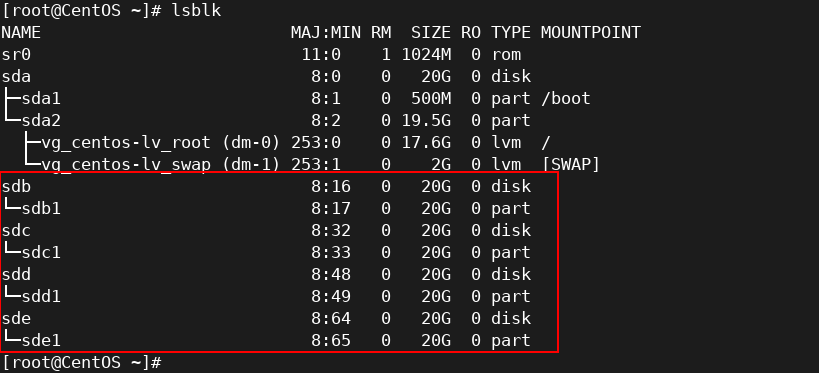 [root@CentOS ~]# lsblk
NAME                         MAJ:MIN RM  SIZE RO TYPE MOUNTPOINT
sr0                           11:0    1 1024M  0 rom
sda                            8:0    0   20G  0 disk
├─sda1                         8:1    0  500M  0 part /boot
└─sda2                         8:2    0 19.5G  0 part
  ├─vg_centos-lv_root (dm-0) 253:0    0 17.6G  0 lvm  /
  └─vg_centos-lv_swap (dm-1) 253:1    0    2G  0 lvm  [SWAP]
sdb                            8:16   0   20G  0 disk
└─sdb1                         8:17   0   20G  0 part
sdc                            8:32   0   20G  0 disk
└─sdc1                         8:33   0   20G  0 part
sdd                            8:48   0   20G  0 disk
└─sdd1                         8:49   0   20G  0 part
sde                            8:64   0   20G  0 disk
└─sde1                         8:65   0   20G  0 part
[root@CentOS ~]#